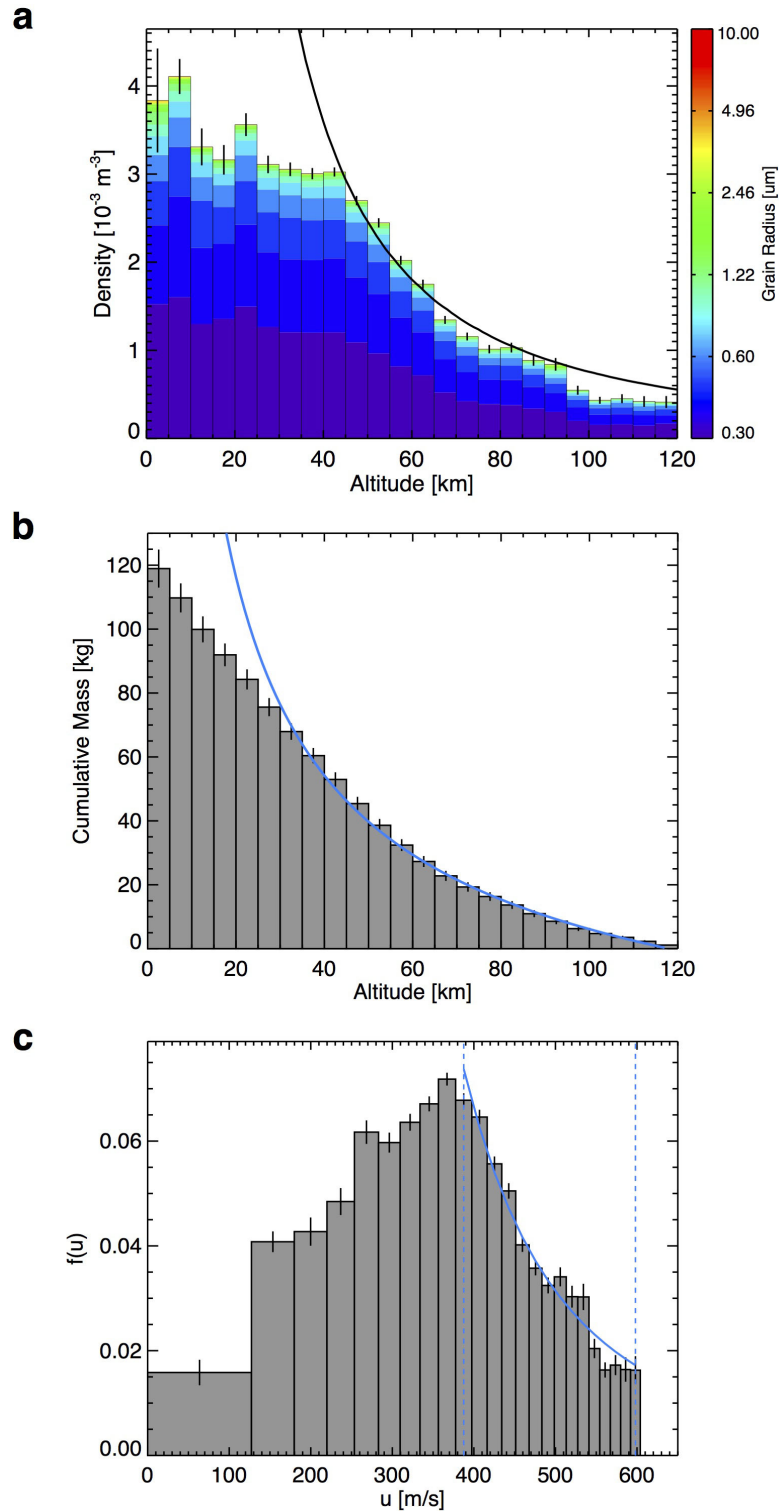 a
Density [10⁻³ m⁻³]
4
3
2
1
0
0 20 40 60 80 100 120
Altitude [km]
10.00
4.96
2.46
1.22
0.60
0.30
Grain Radius [um]
b
Cumulative Mass [kg]
120
100
80
60
40
20
0
0 20 40 60 80 100 120
Altitude [km]
c
f(u)
0.06
0.04
0.02
0.00
0 100 200 300 400 500 600
u [m/s]